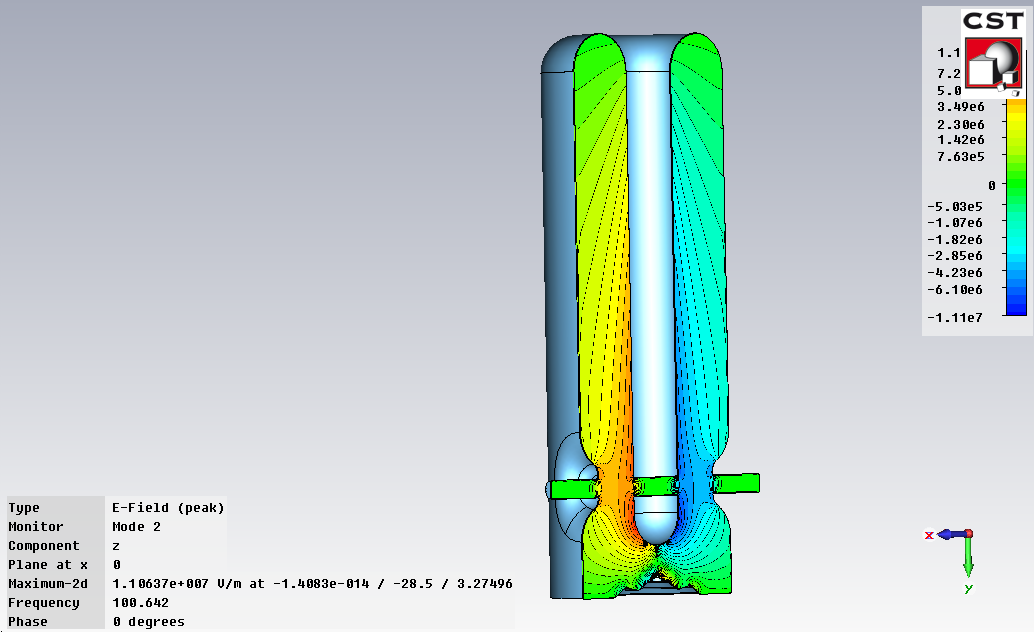 CST
1.1
7.2
5.0
3.49e6
2.30e6
1.42e6
7.63e5
0
-5.03e5
-1.07e6
-1.82e6
-2.85e6
-4.23e6
-6.10e6
-1.11e7
Type E-Field (peak)
Monitor Mode 2
Component z
Plane at x 0
Maximum-2d 1.10637e+007 V/m at -1.4083e-014 / -28.5 / 3.27496
Frequency 100.642
Phase 0 degrees
x
y